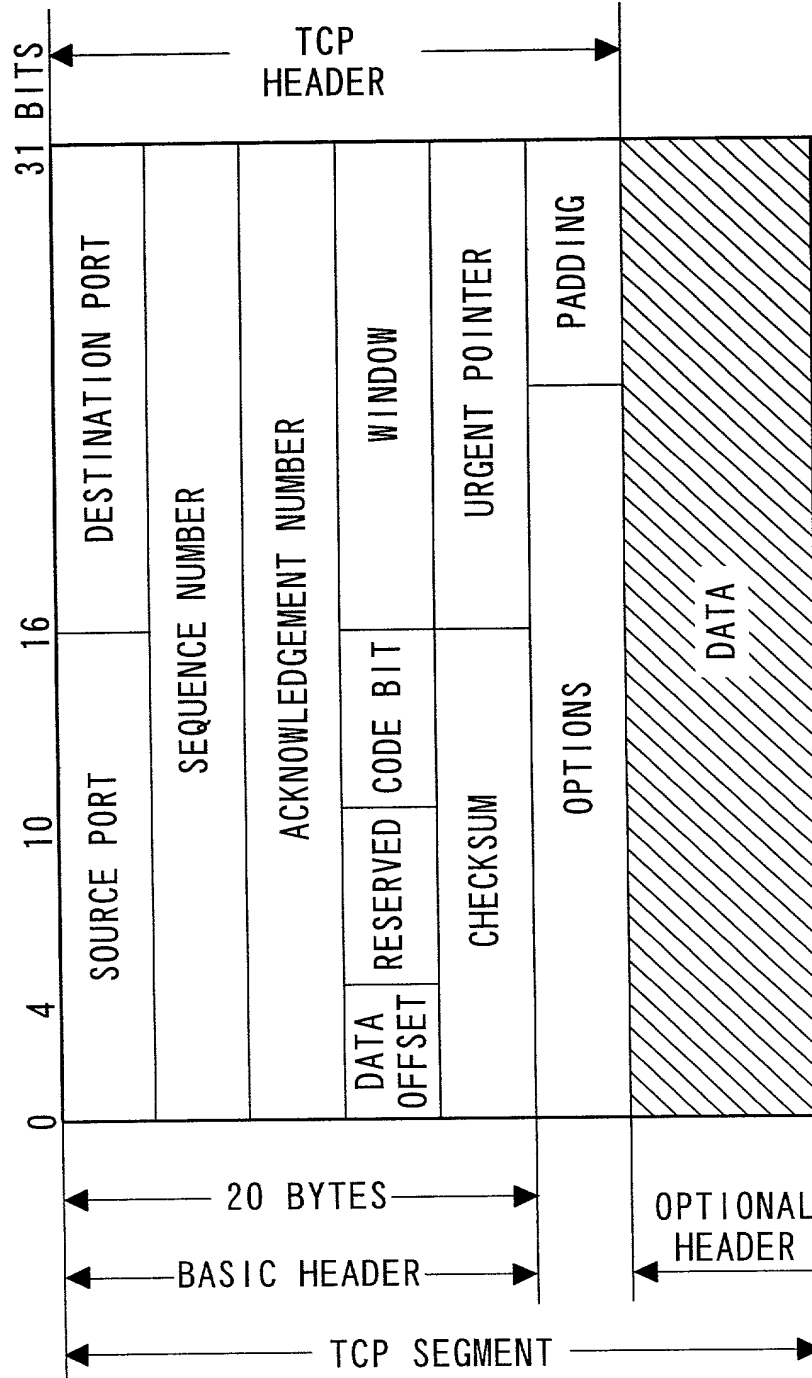 TCP
HEADER
0
4
10
16
31 BITS
SOURCE PORT
DESTINATION PORT
SEQUENCE NUMBER
ACKNOWLEDGEMENT NUMBER
DATA
OFFSET
RESERVED
CODE BIT
WINDOW
CHECKSUM
URGENT POINTER
OPTIONS
PADDING
DATA
20 BYTES
BASIC HEADER
OPTIONAL
HEADER
TCP SEGMENT